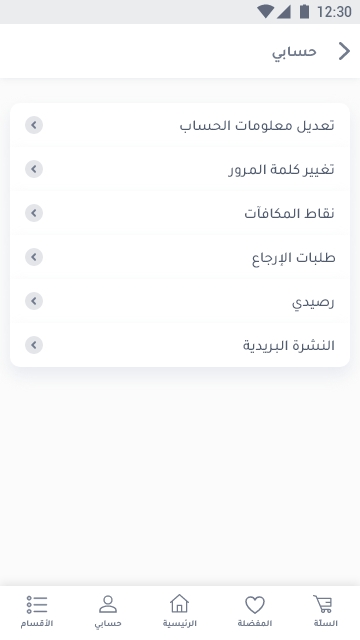 12:30
حسابي
تعديل معلومات الحساب
تغيير كلمة المرور
نقاط المكافآت
طلبات الإرجاع
رصيدي
النشرة البريدية
السلّة
المفضلة
الرئيسية
حسابي
الأقسام